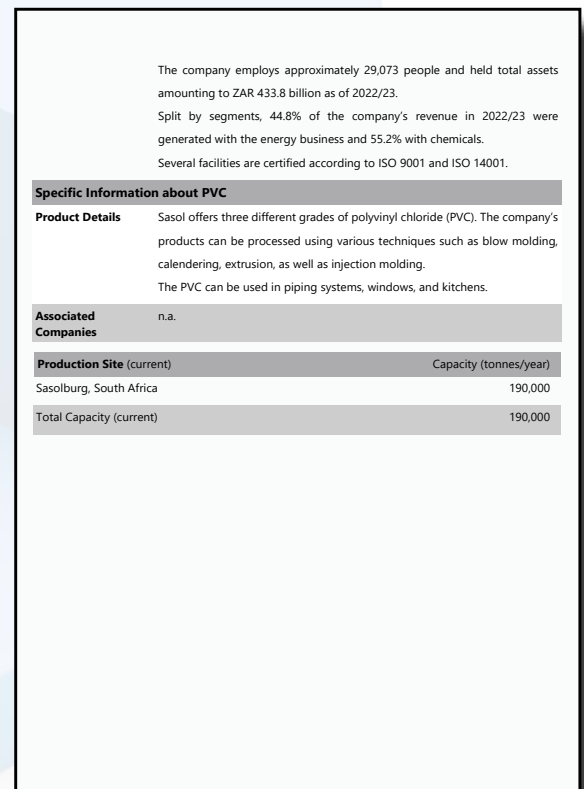 The company employs approximately 29,073 people and held total assets
amounting to ZAR 433.8 billion as of 2022/23.
Split by segments, 44.8% of the company's revenue in 2022/23 were
generated with the energy business and 55.2% with chemicals.
Several facilities are certified according to ISO 9001 and ISO 14001.
Specific Information about PVC
Product Details Sasol offers three different grades of polyvinyl chloride (PVC). The company's
products can be processed using various techniques such as blow molding,
calendering, extrusion, as well as injection molding.
The PVC can be used in piping systems, windows, and kitchens.
Associated n.a.
Companies
Production Site (current) Capacity (tonnes/year)
Sasolburg, South Africa 190,000
Total Capacity (current) 190,000